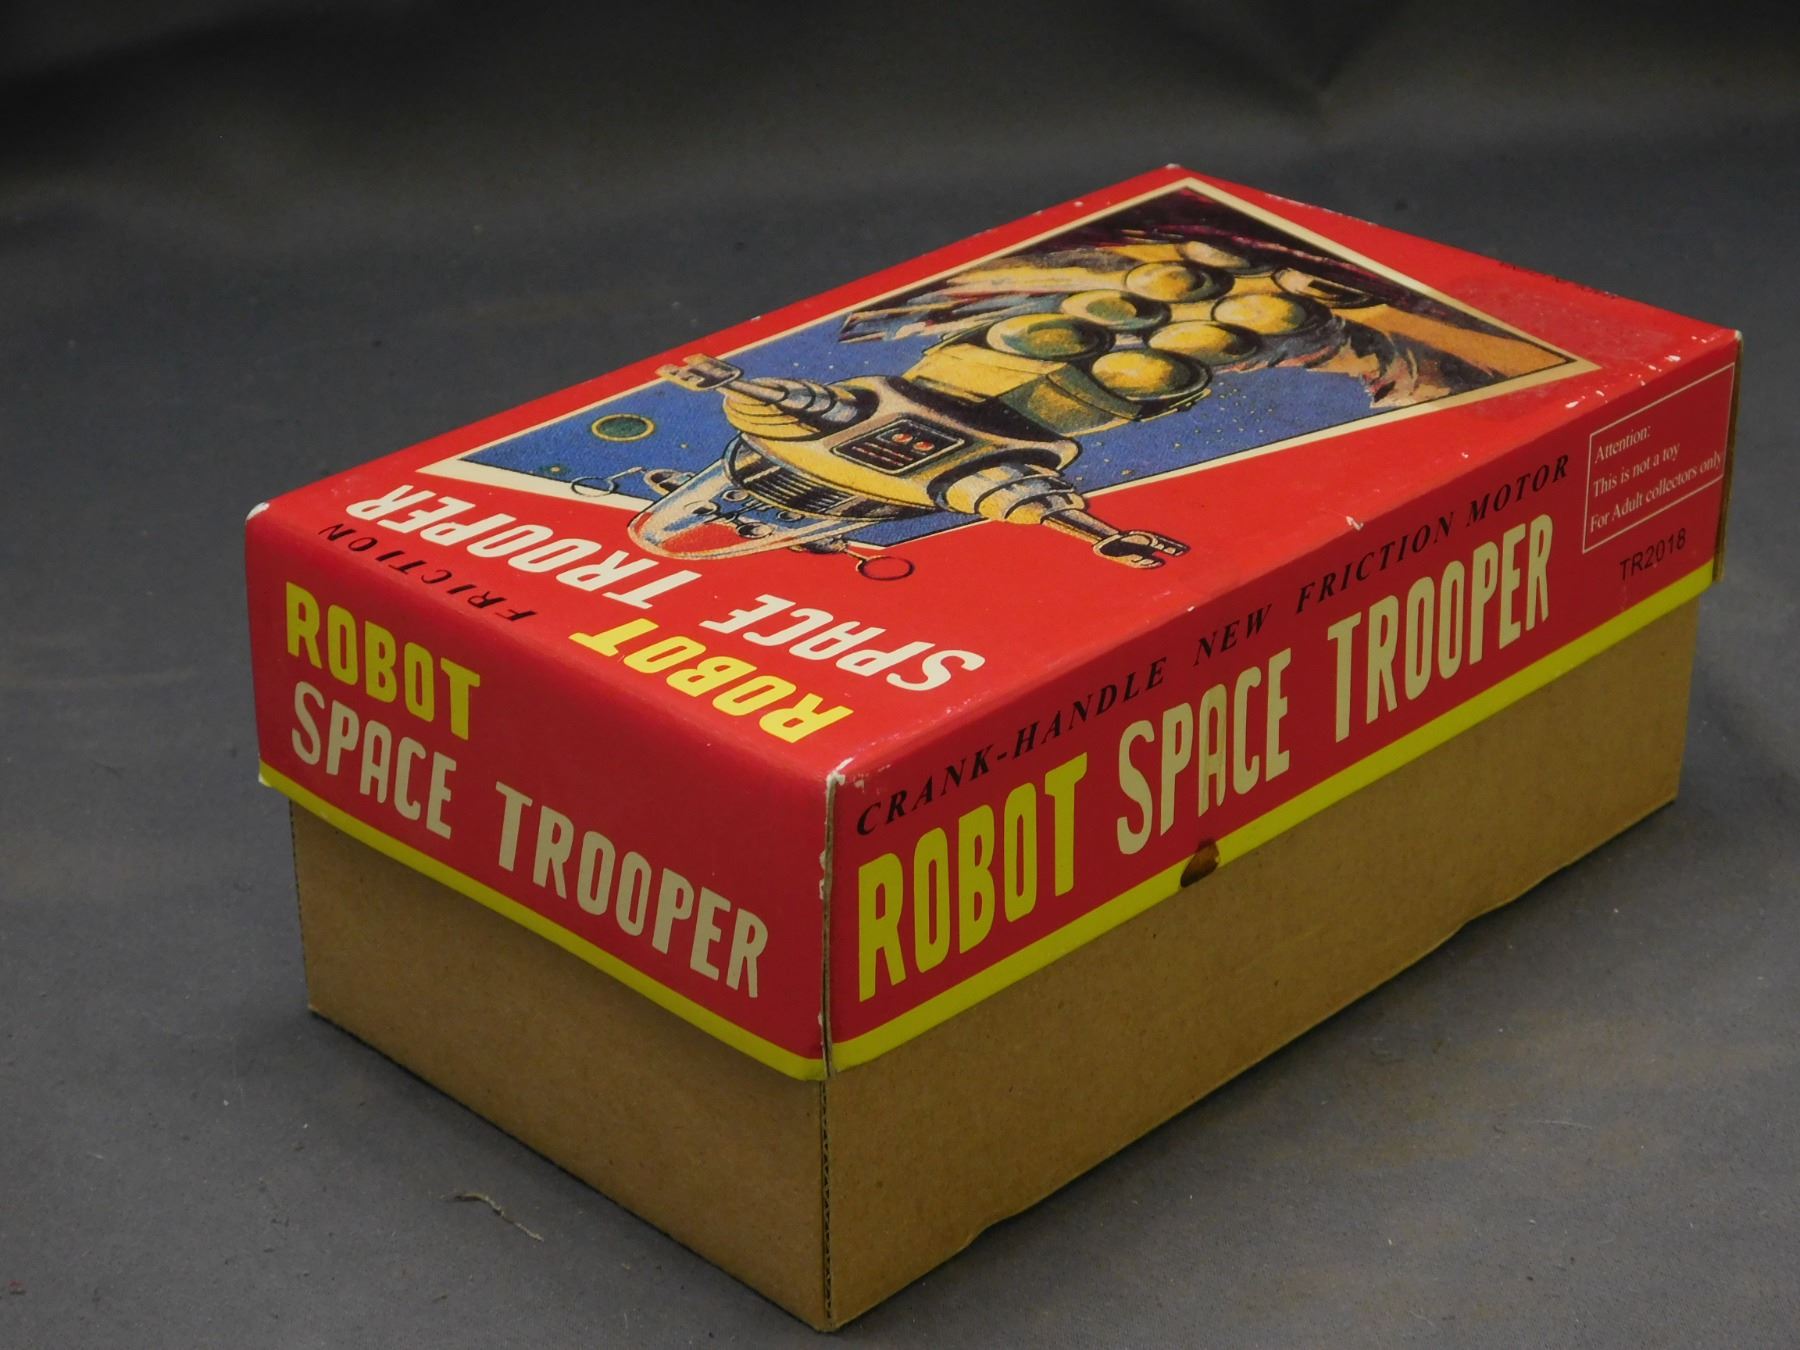 FRICTION
ROBOT
SPACE TROOPER
ROBOT
SPACE TROOPER
CRANK-HANDLE NEW FRICTION MOTOR
ROBOT SPACE TROOPER
Attention:
This is not a toy
For Adult collectors only
TR2018